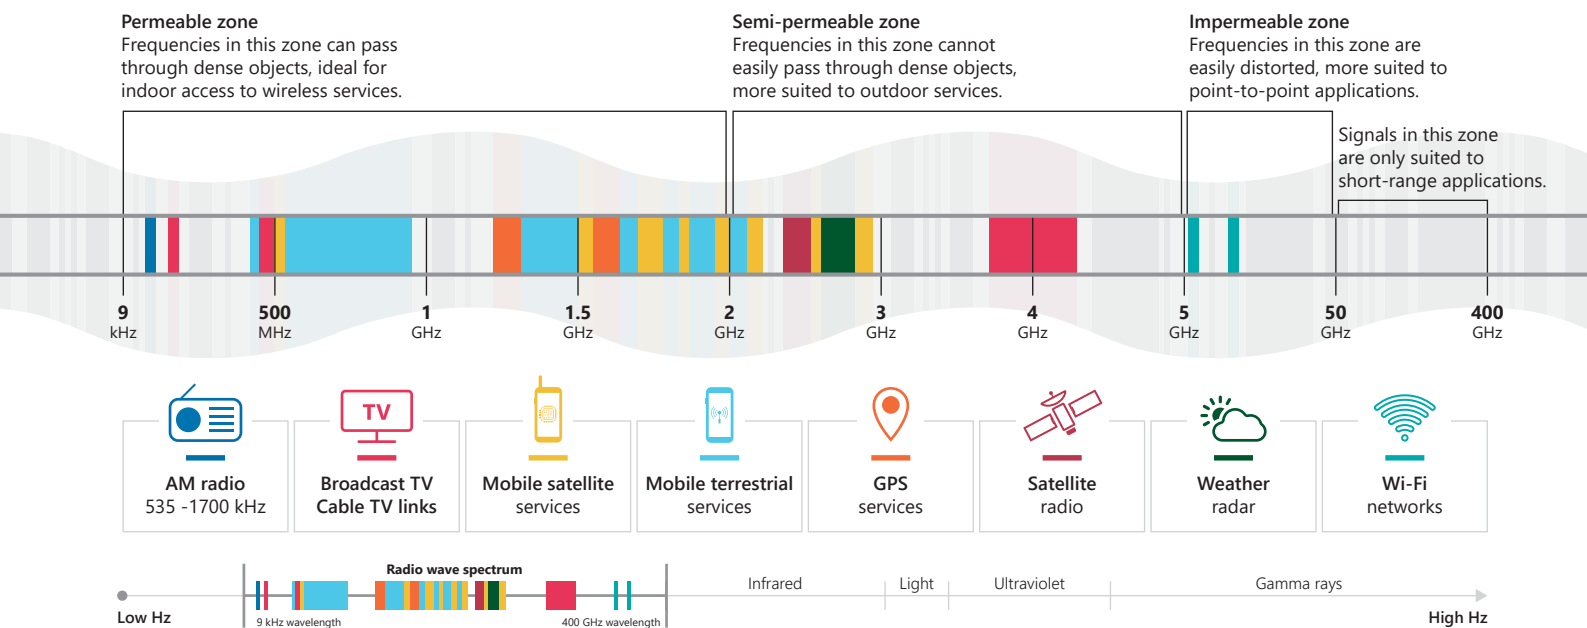 Permeable zone
Frequencies in this zone can pass
through dense objects, ideal for
indoor access to wireless services.
Semi-permeable zone
Frequencies in this zone cannot
easily pass through dense objects,
more suited to outdoor services.
Impermeable zone
Frequencies in this zone are
easily distorted, more suited to
point-to-point applications.
Signals in this zone
are only suited to
short-range applications.
9
kHz
500
MHz
1
GHz
1.5
GHz
2
GHz
3
GHz
4
GHz
5
GHz
50
GHz
400
GHz
AM radio
535 -1700 kHz
TV
Broadcast TV
Cable TV links
Mobile satellite
services
Mobile terrestrial
services
GPS
services
Satellite
radio
Weather
radar
Wi-Fi
networks
Radio wave spectrum
Infrared
Light
Ultraviolet
Gamma rays
Low Hz
9 kHz wavelength
400 GHz wavelength
High Hz